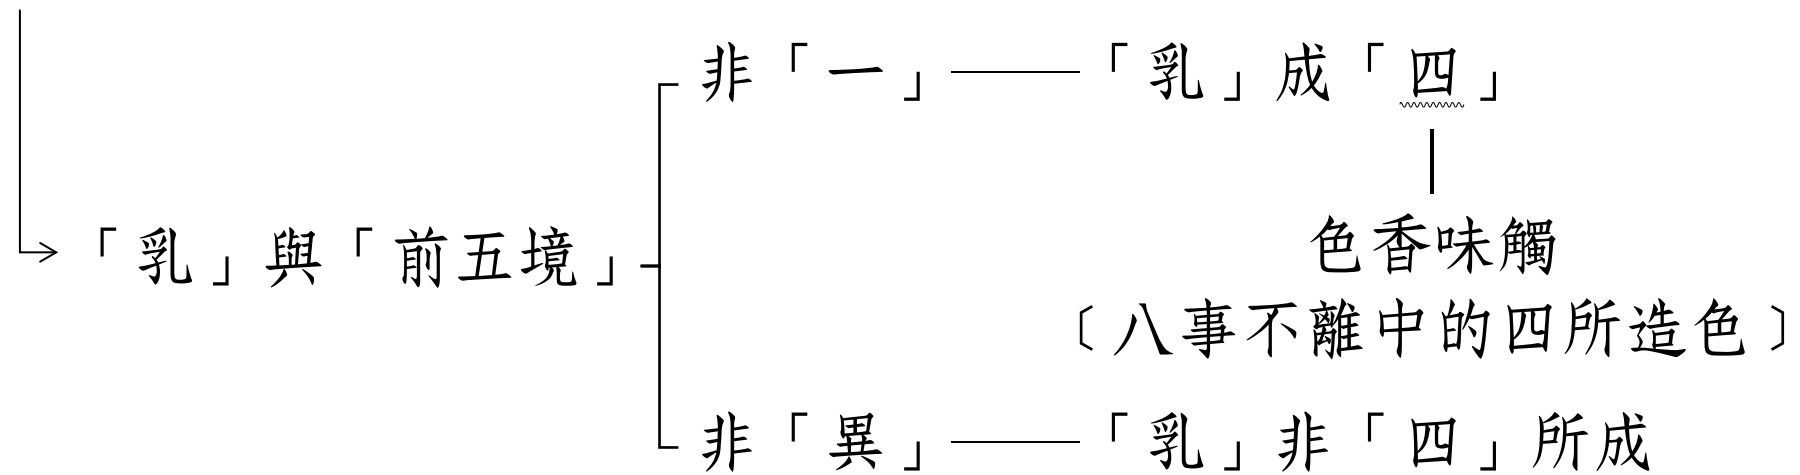 非「一」——「乳」成「四」
「乳」與「前五境」
色香味觸
〔八事不離中的四所造色〕
非「異」——「乳」非「四」所成